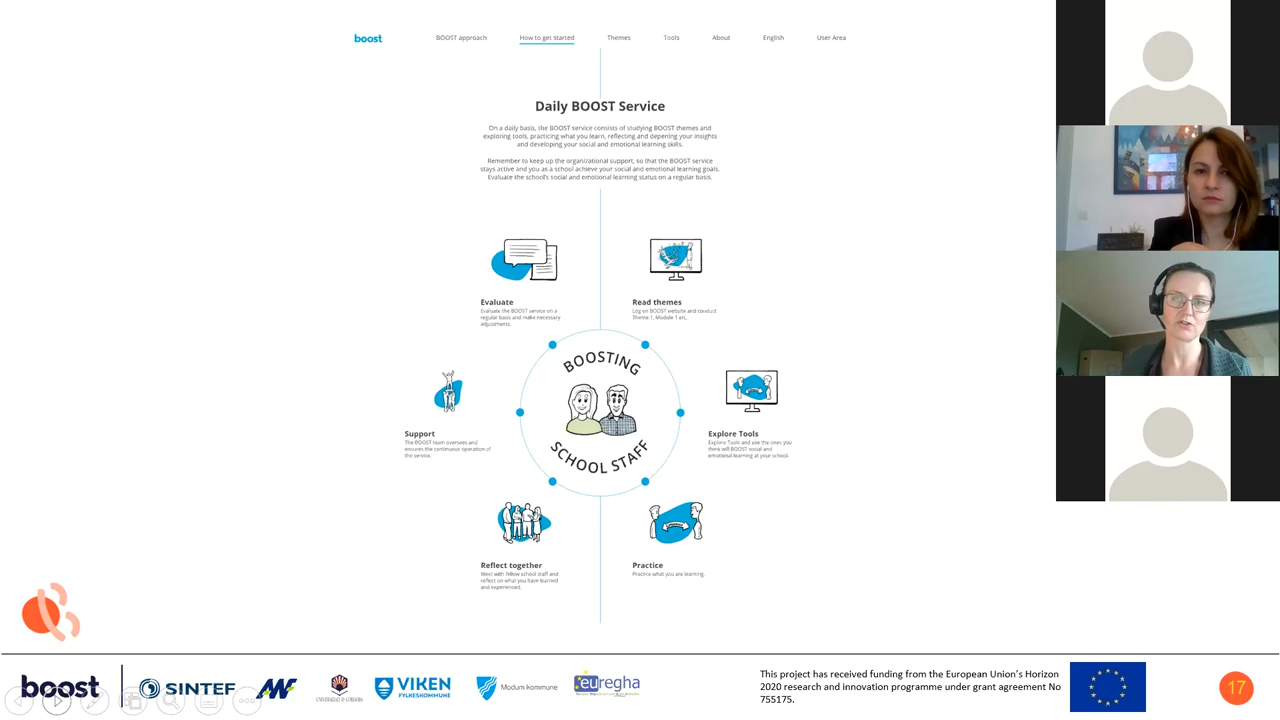 boost
BOOST approach
How to get started
Themes
Tools
About
English
User Area
Daily BOOST Service
On a daily basis, the BOOST service consists of studying BOOST themes and
exploring tools, practicing what you learn, reflecting and depening your insights
and developing your social and emotional learning skills.
Remember to keep up the organizational support, so that the BOOST service
stays active and you as a school achieve your social and emotional learning goals.
Evaluate the school's social and emotional learning status on a regular basis.
Evaluate
Evaluate the BOOST service on a
regular basis and make necessary
adjustments.
Read themes
Log on BOOST website and conduct
Theme 1, Module 1 etc.
BOOSTING
SCHOOL STAFF
Support
The BOOST team oversees and
ensures the continuous operation of
the service.
Explore Tools
Explore Tools and use the ones you
think will BOOST social and
emotional learning at your school.
Reflect together
Meet with fellow school staff and
reflect on what you have learned
and experienced.
Practice
Practice what you are learning.
boost
SINTEF
UNIVERSIDAD D CORDOBA
VIKEN
FYLKESKOMMUNE
Modum kommune
euregha
This project has received funding from the European Union's Horizon
2020 research and innovation programme under grant agreement No
755175.
17